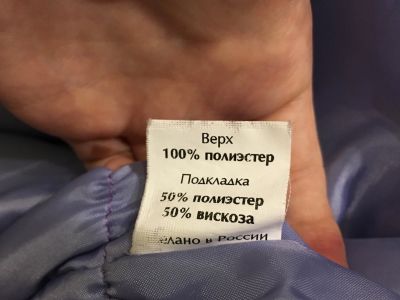 Верх
100% полиэстер
Подкладка
50% полиэстер
50% вискоза
в России